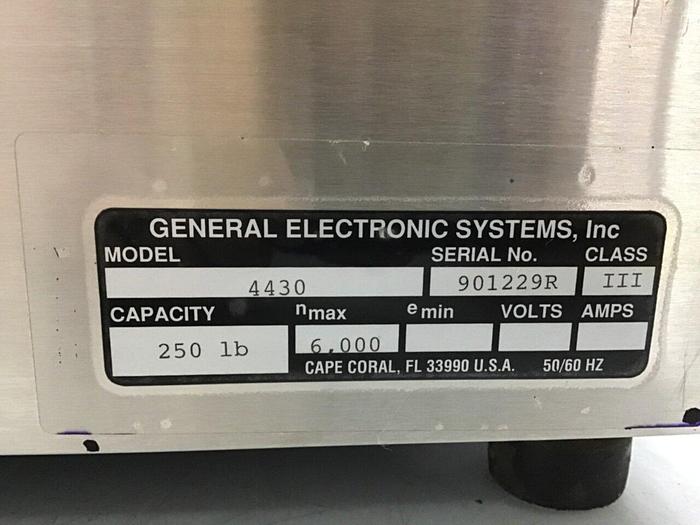 GENERAL ELECTRONIC SYSTEMS, Inc
MODEL SERIAL No. CLASS
4430 901229R III
CAPACITY nmax emin VOLTS AMPS
250 lb 6,000
CAPE CORAL, FL 33990 U.S.A. 50/60 HZ